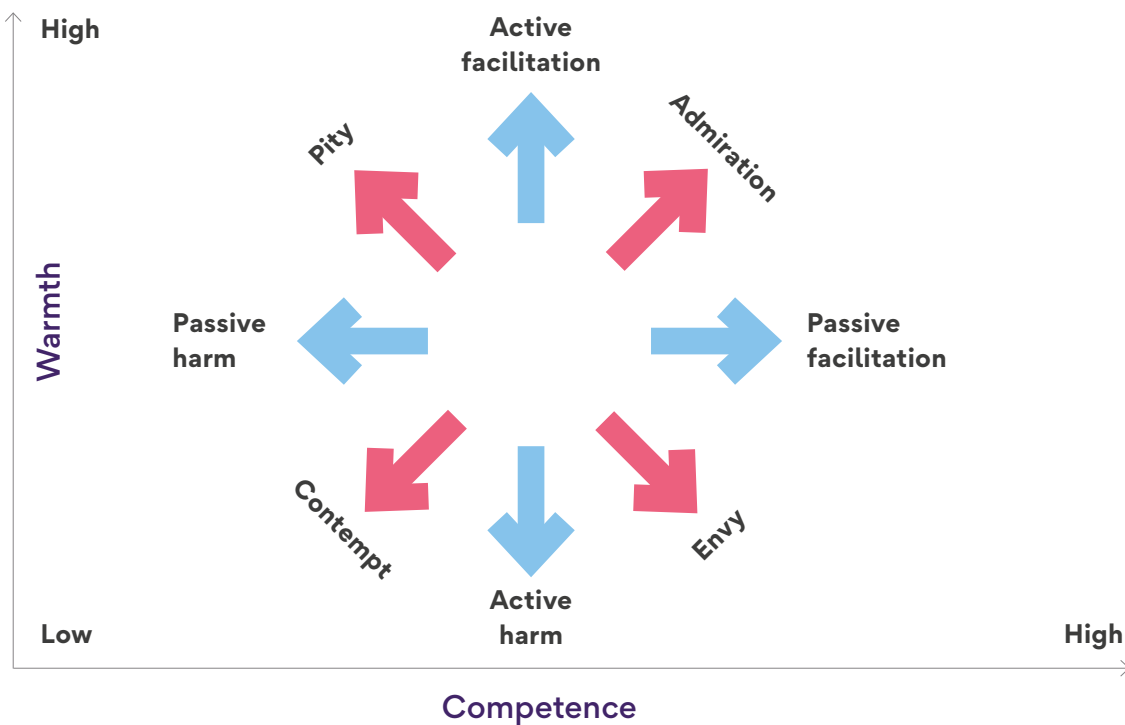 High
Active
facilitation
Pity
Admiration
Warmth
Passive
harm
Passive
facilitation
Contempt
Envy
Active
harm
Low
High
Competence